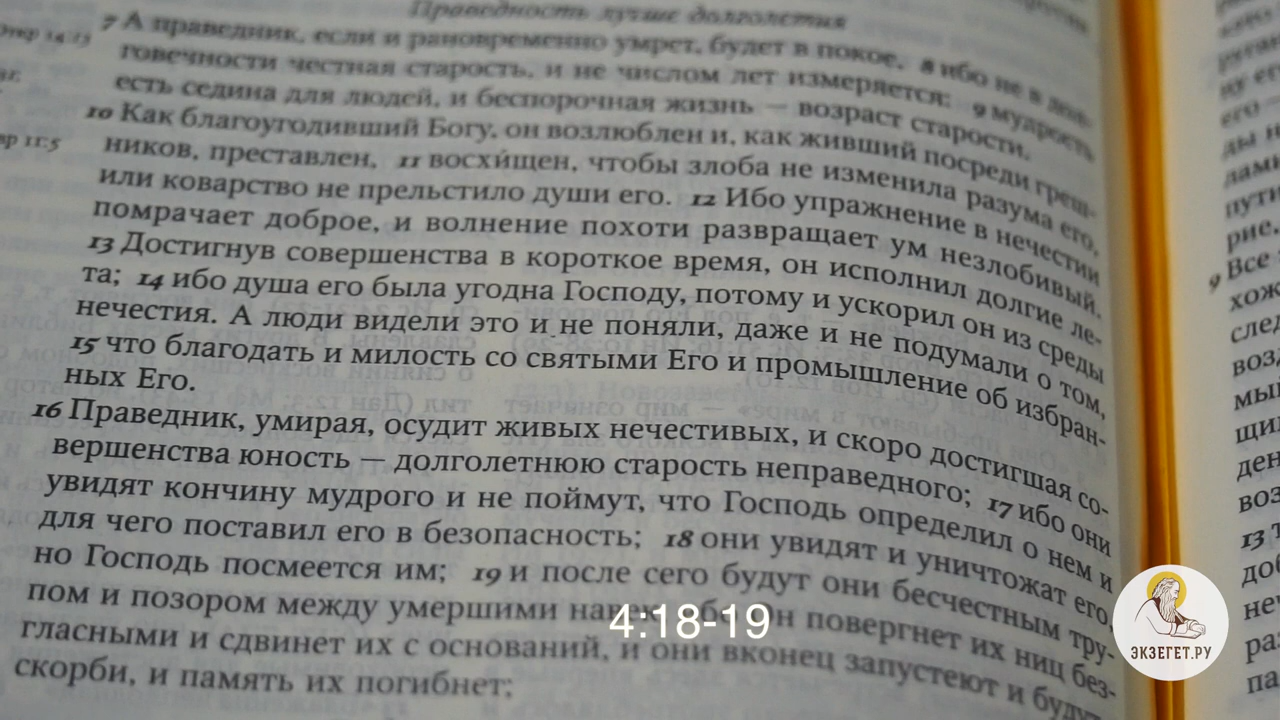 Праведность лучше долголетия
7 А праведник, если и рановременно умрет, будет в покое, 8 ибо не в дол-
говечности честная старость, и не числом лет измеряется: 9 мудрость
есть седина для людей, и беспорочная жизнь — возраст старости.
10 Как благоугодивший Богу, он возлюблен и, как живший посреди греш-
ников, преставлен, 11 восхи́щен, чтобы злоба не изменила разума его,
или коварство не прельстило души его. 12 Ибо упражнение в нечестии
помрачает доброе, и волнение похоти развращает ум незлобивый.
13 Достигнув совершенства в короткое время, он исполнил долгие ле-
та; 14 ибо душа его была угодна Господу, потому и ускорил он из среды
нечестия. А люди видели это и не поняли, даже и не подумали о том,
15 что благодать и милость со святыми Его и промышление об избран-
ных Его.
16 Праведник, умирая, осудит живых нечестивых, и скоро достигшая со-
вершенства юность — долголетнюю старость неправедного; 17 ибо они
увидят кончину мудрого и не поймут, что Господь определил о нем и
для чего поставил его в безопасность; 18 они увидят и уничтожат его,
но Господь посмеется им; 19 и после сего будут они бесчестным тру-
пом и позором между умершими повергнет их ниц без-
гласными и сдвинет их с оснований, и они вконец запустеют и будут
скорби, и память их погибнет;
4:18-19
ЭКЗЕГЕТ.РУ